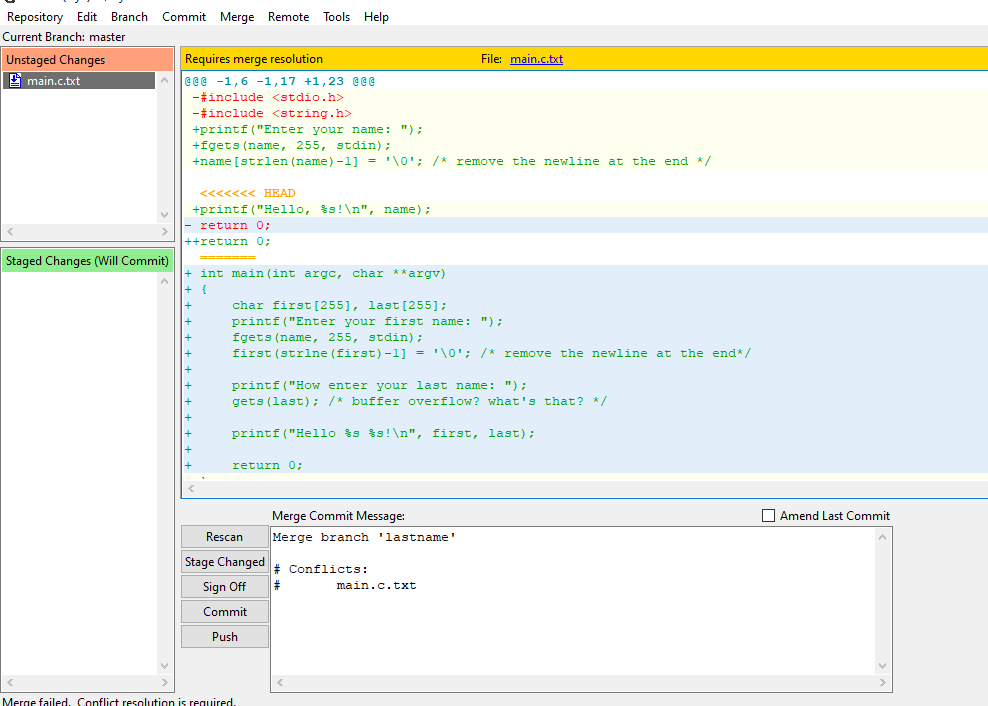 Repository Edit Branch Commit Merge Remote Tools Help
Current Branch: master
Unstaged Changes
main.c.txt
Staged Changes (Will Commit)
Requires merge resolution File: main.c.txt
@@@ -1,6 -1,17 +1,23 @@@
 -#include <stdio.h>
 -#include <string.h>
 +printf("Enter your name: ");
 +fgets(name, 255, stdin);
 +name[strlen(name)-1] = '\0'; /* remove the newline at the end */
  <<<<<<< HEAD
 +printf("Hello, %s!\n", name);
- return 0;
++return 0;
  =======
+ int main(int argc, char **argv)
+ {
+     char first[255], last[255];
+     printf("Enter your first name: ");
+     fgets(name, 255, stdin);
+     first(strlne(first)-1] = '\0'; /* remove the newline at the end*/
+
+     printf("How enter your last name: ");
+     gets(last); /* buffer overflow? what's that? */
+
+     printf("Hello %s %s!\n", first, last);
+
+     return 0;
Merge Commit Message:
Amend Last Commit
Rescan
Stage Changed
Sign Off
Commit
Push
Merge branch 'lastname'
# Conflicts:
#       main.c.txt
Merge failed. Conflict resolution is required.